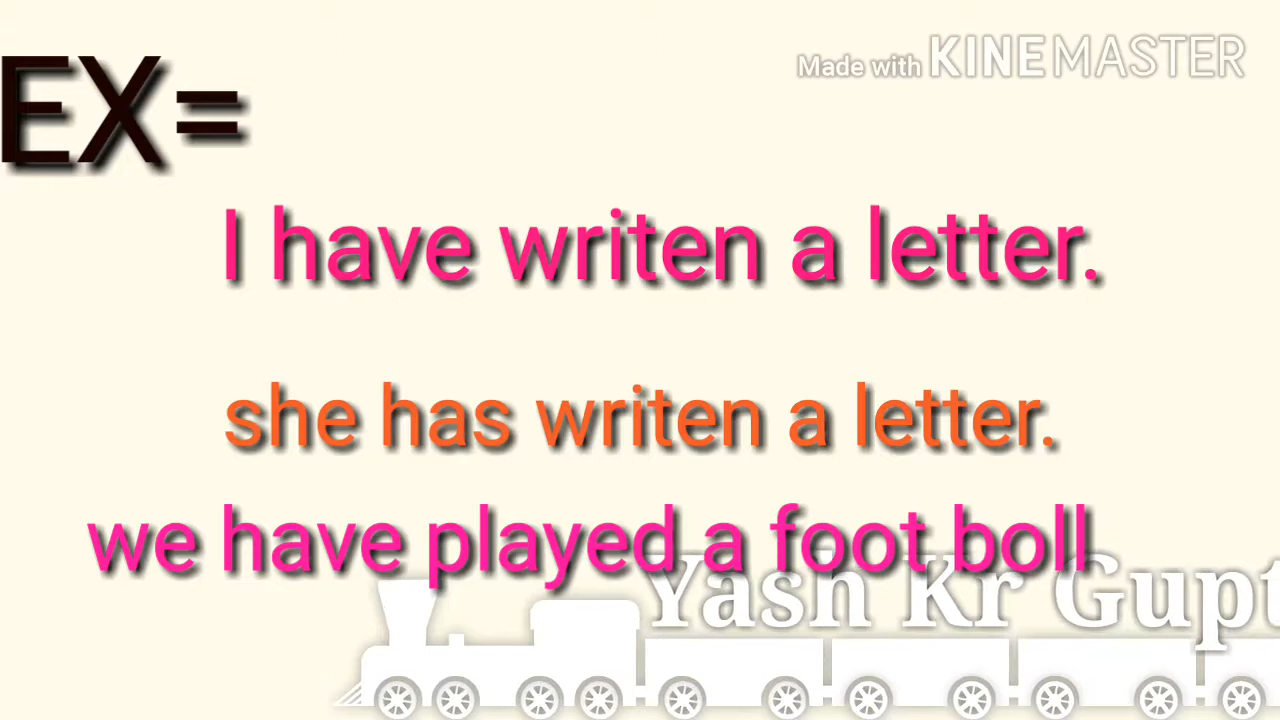 Made with KINEMASTER
EX=
I have writen a letter.
she has writen a letter.
we have played a foot boll
Yash Kr Gupt